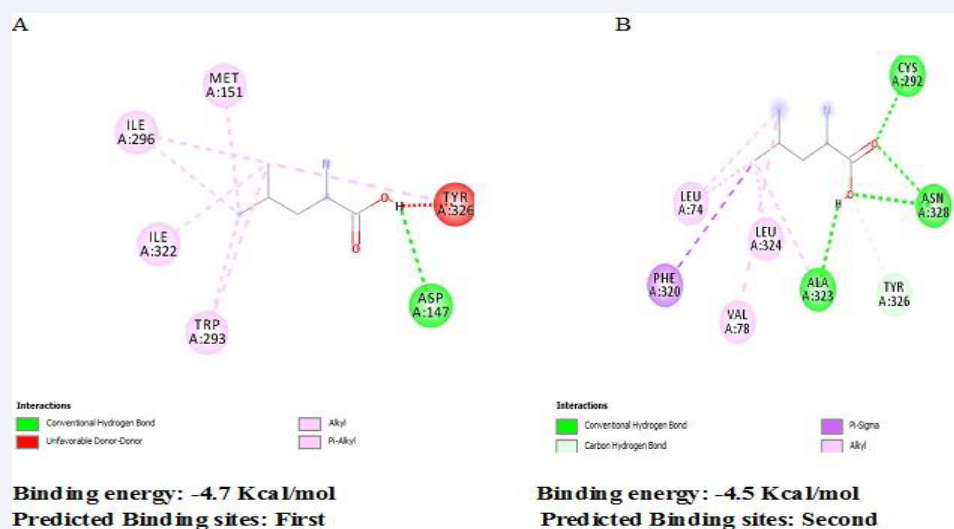 A
MET
A:151
ILE
A:296
N
TYR
A:326
O
H
O
ILE
A:322
ASP
A:147
TRP
A:293
Interactions
Conventional Hydrogen Bond
Unfavorable Donor-Donor
Alkyl
Pi-Alkyl
Binding energy: -4.7 Kcal/mol
Predicted Binding sites: First
B
CYS
A:292
N
O
LEU
A:74
O
H
ASN
A:328
LEU
A:324
PHE
A:320
ALA
A:323
TYR
A:326
VAL
A:78
Interactions
Conventional Hydrogen Bond
Carbon Hydrogen Bond
Pi-Sigma
Alkyl
Binding energy: -4.5 Kcal/mol
Predicted Binding sites: Second